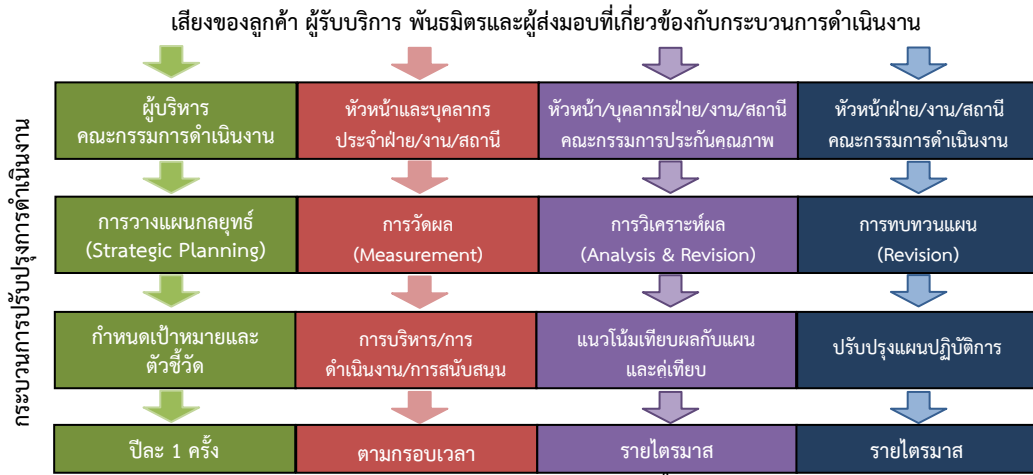 เสียงของลูกค้า ผู้รับบริการ พันธมิตรและผู้ส่งมอบที่เกี่ยวข้องกับกระบวนการดำเนินงาน
กระบวนการปรับปรุงการดำเนินงาน
ผู้บริหาร
คณะกรรมการดำเนินงาน
หัวหน้าและบุคลากร
ประจำฝ่าย/งาน/สถานี
หัวหน้า/บุคลากรฝ่าย/งาน/สถานี
คณะกรรมการประกันคุณภาพ
หัวหน้าฝ่าย/งาน/สถานี
คณะกรรมการดำเนินงาน
การวางแผนกลยุทธ์
(Strategic Planning)
การวัดผล
(Measurement)
การวิเคราะห์ผล
(Analysis & Revision)
การทบทวนแผน
(Revision)
กำหนดเป้าหมายและ
ตัวชี้วัด
การบริหาร/การ
ดำเนินงาน/การสนับสนุน
แนวโน้มเทียบผลกับแผน
และคู่เทียบ
ปรับปรุงแผนปฏิบัติการ
ปีละ 1 ครั้ง
ตามกรอบเวลา
รายไตรมาส
รายไตรมาส